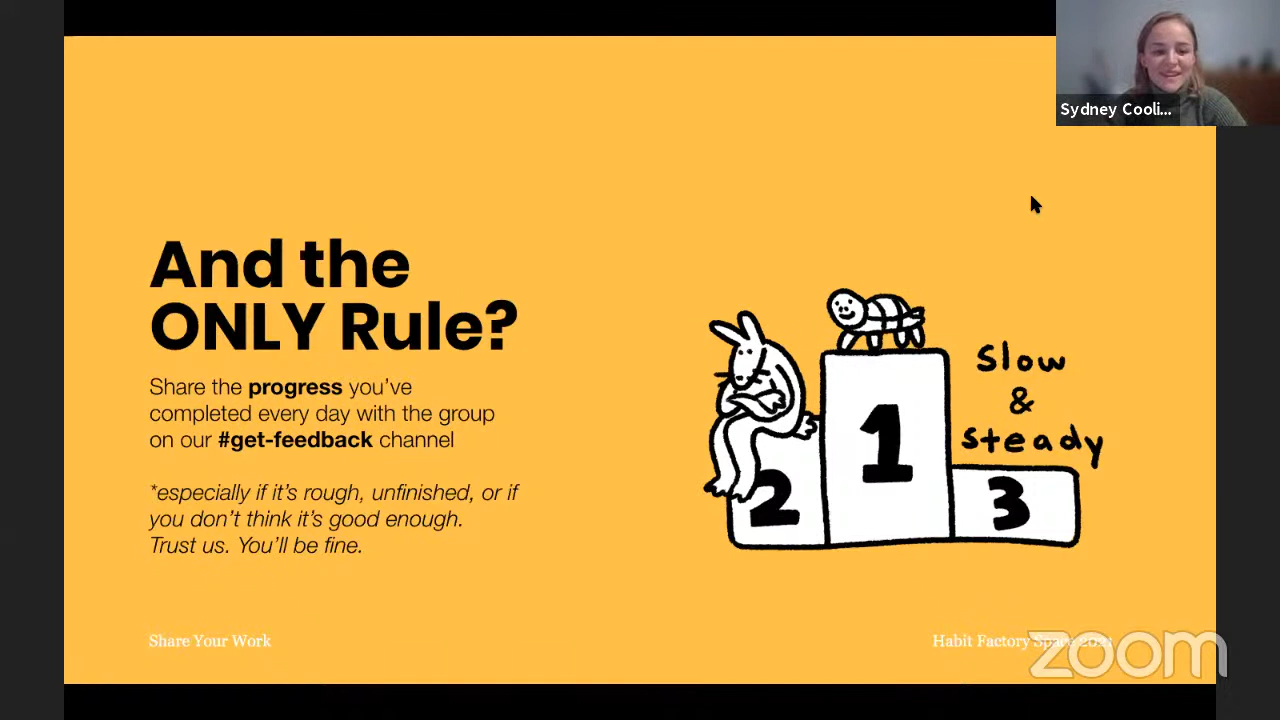 Sydney Cooli...
And the
ONLY Rule?
Share the progress you've
completed every day with the group
on our #get-feedback channel
*especially if it's rough, unfinished, or if
you don't think it's good enough.
Trust us. You'll be fine.
Slow
&
Steady
1
2
3
Share Your Work
Habit Factory Space 2021
zoom